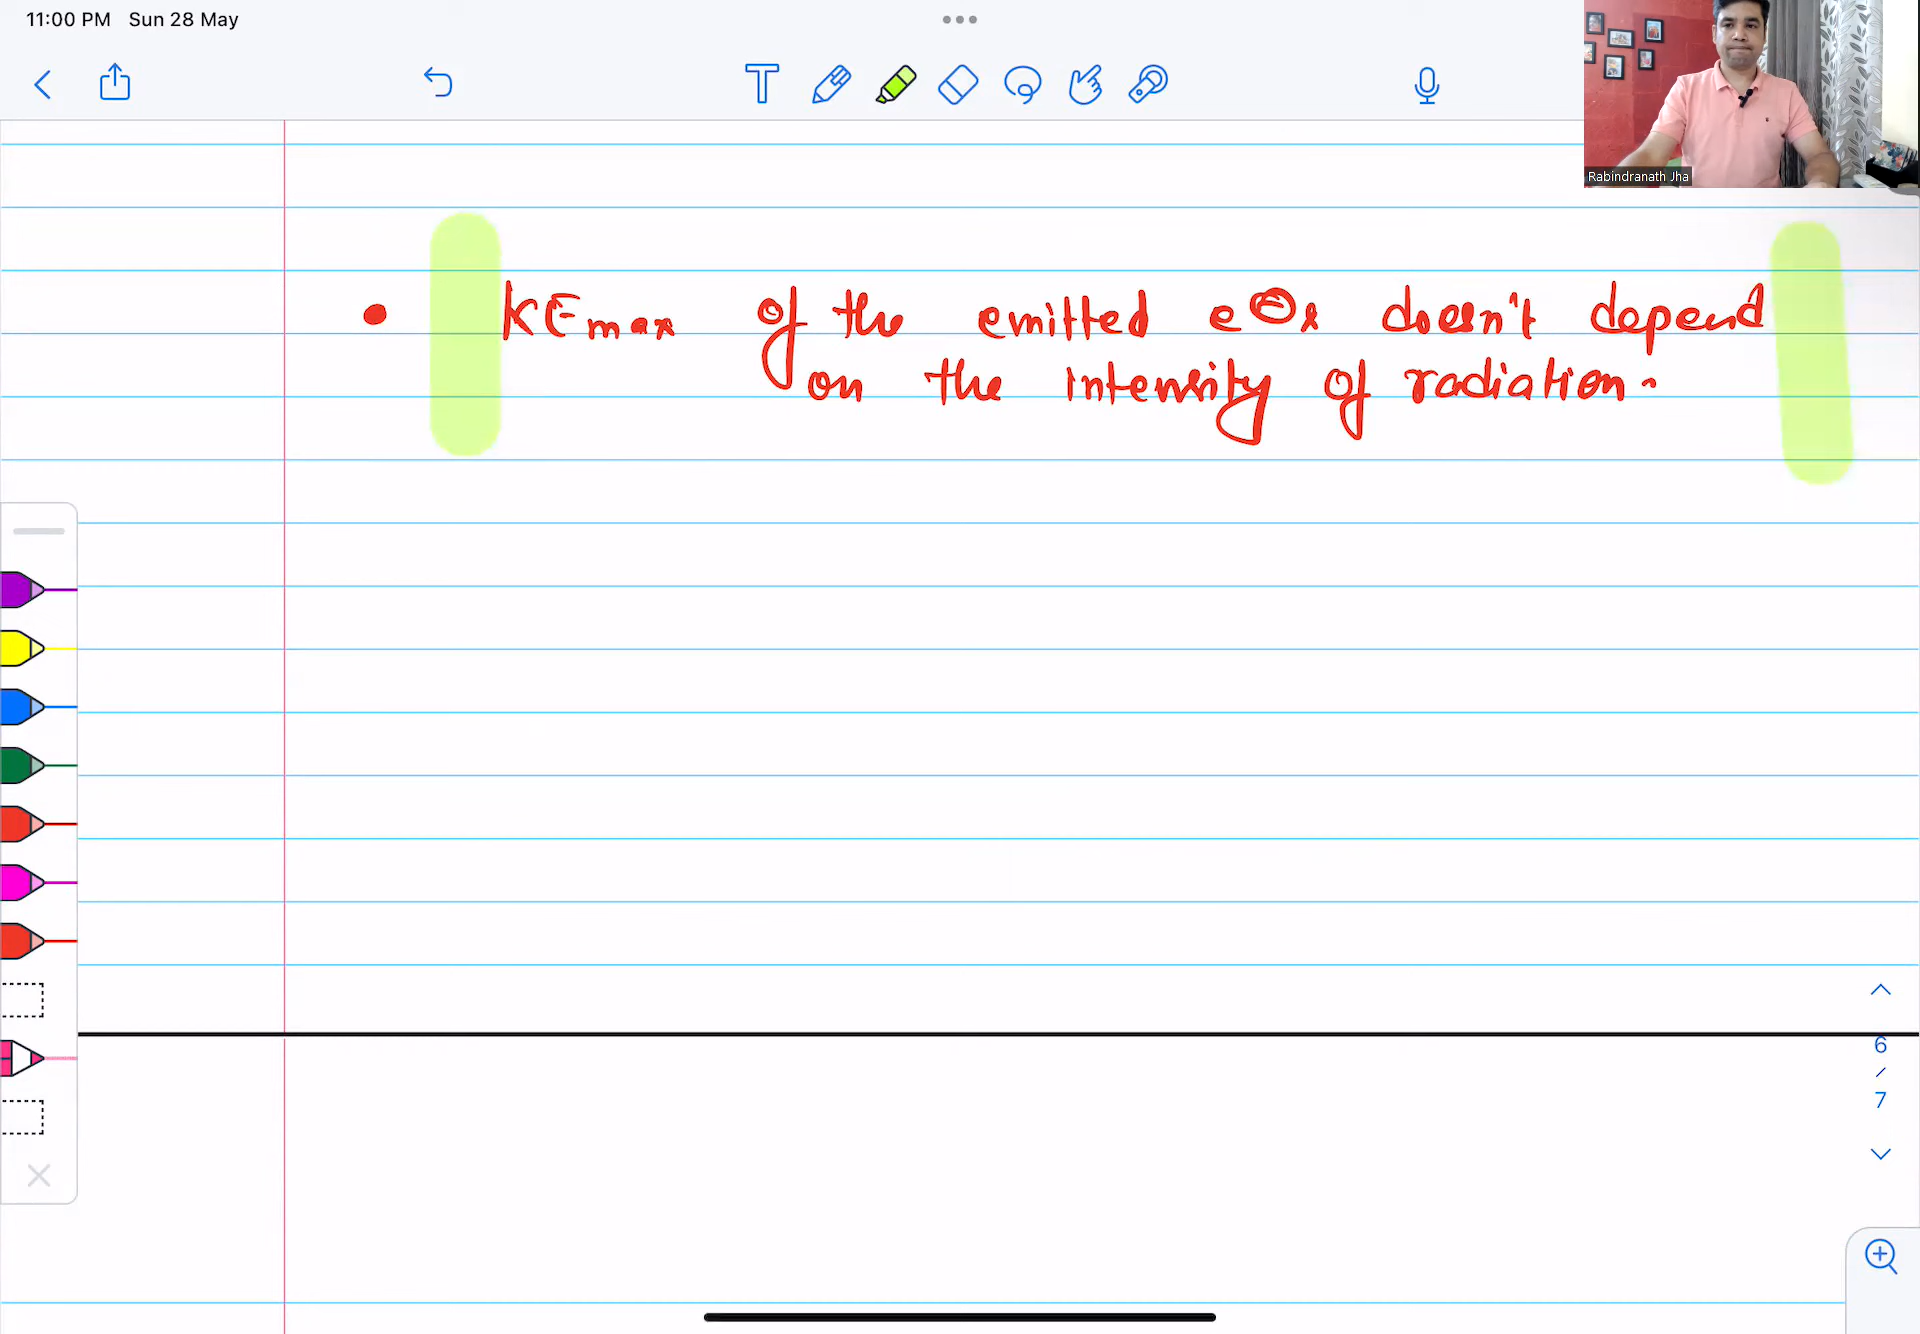 11:00 PM Sun 28 May
Rabindranath Jha
• KEmax of the emitted e⊖s doesn't depend
on the intensity of radiation.
6
/
7